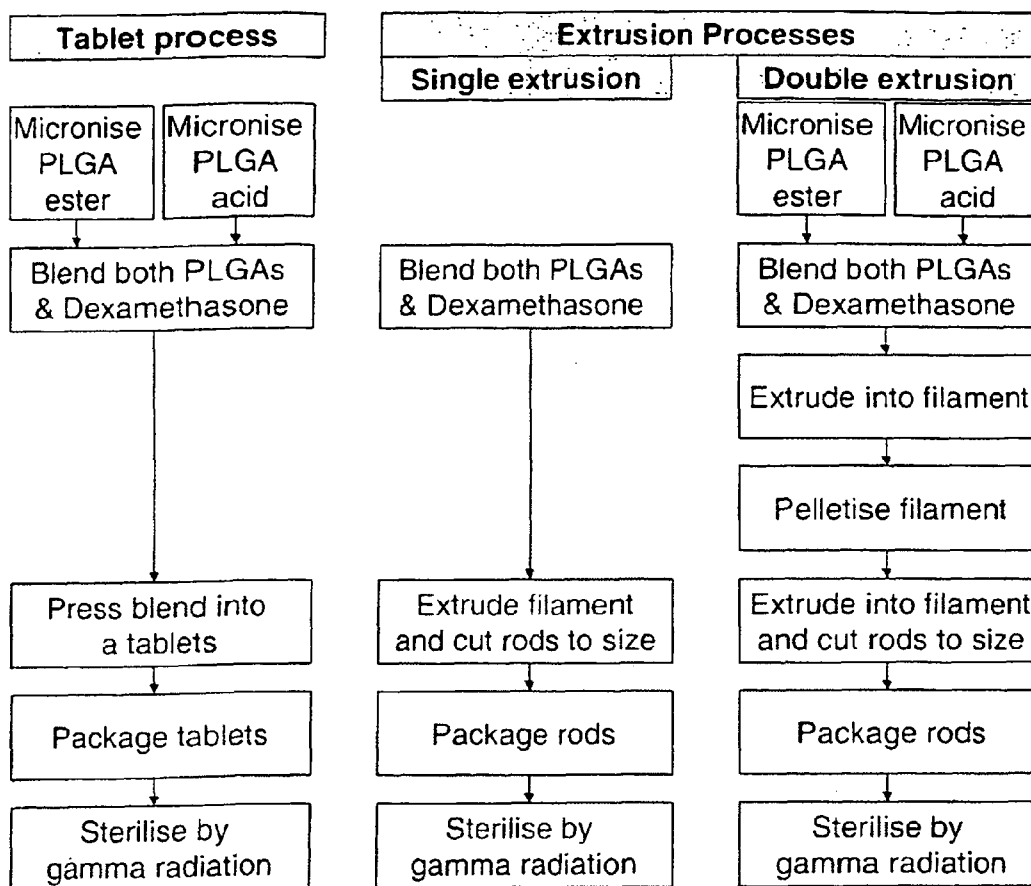 Tablet process
Micronise
PLGA
ester
Micronise
PLGA
acid
Blend both PLGAs
& Dexamethasone
Press blend into
a tablets
Package tablets
Sterilise by
gamma radiation
Extrusion Processes
Single extrusion
Blend both PLGAs
& Dexamethasone
Extrude filament
and cut rods to size
Package rods
Sterilise by
gamma radiation
Double extrusion
Micronise
PLGA
ester
Micronise
PLGA
acid
Blend both PLGAs
& Dexamethasone
Extrude into filament
Pelletise filament
Extrude into filament
and cut rods to size
Package rods
Sterilise by
gamma radiation